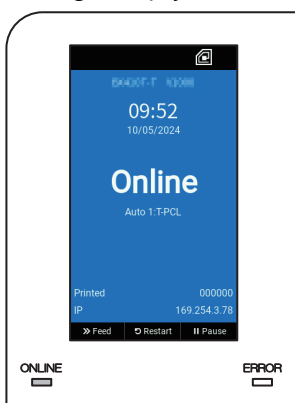 09:52
10/05/2024
Online
Auto 1:T-PCL
Printed 000000
IP 169.254.3.78
Feed Restart Pause
ONLINE ERROR